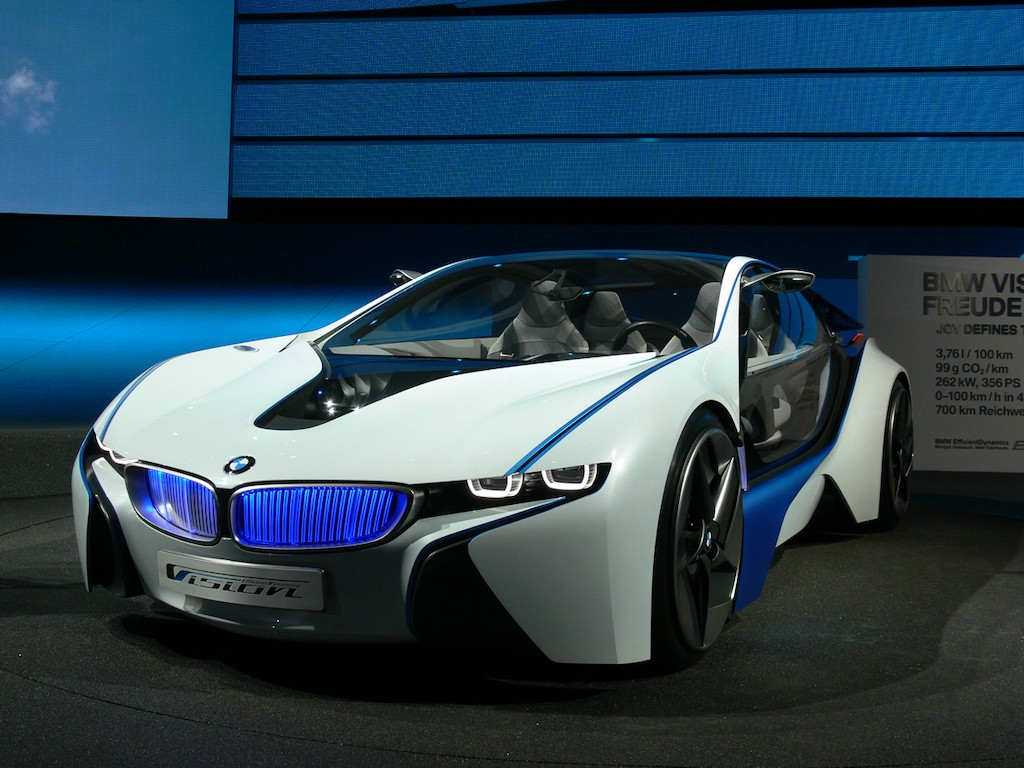 BMW VIS
FREUDE
JOY DEFINES T
3,76 l / 100 km
99 g CO₂ / km
262 kW, 356 PS
0–100 km / h in 4
700 km Reichwe
BMW EfficientDynamics
BMW
Vision